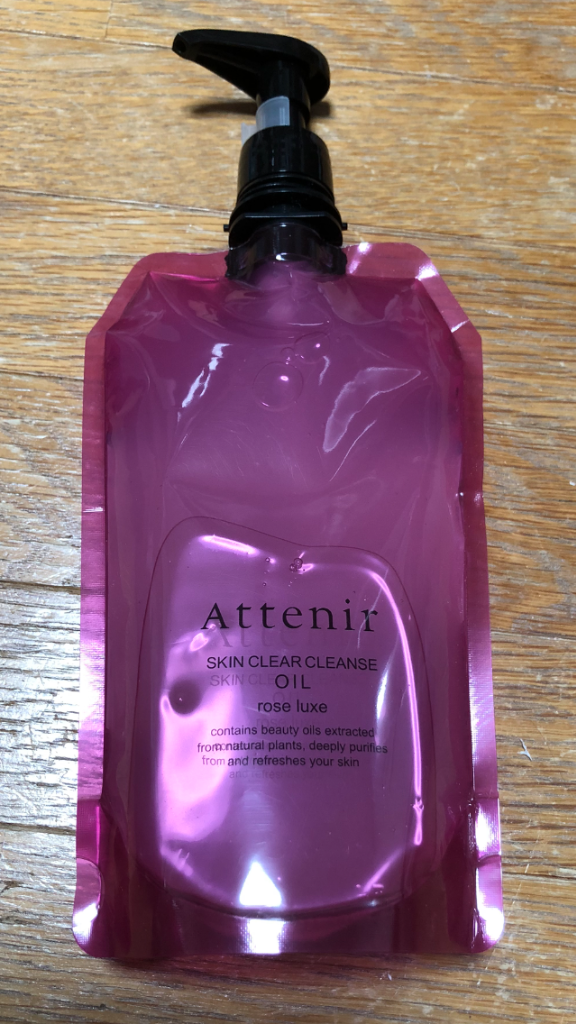 Attenir
SKIN CLEAR CLEANSE
OIL
rose luxe
contains beauty oils extracted
from natural plants, deeply purifies
and refreshes your skin